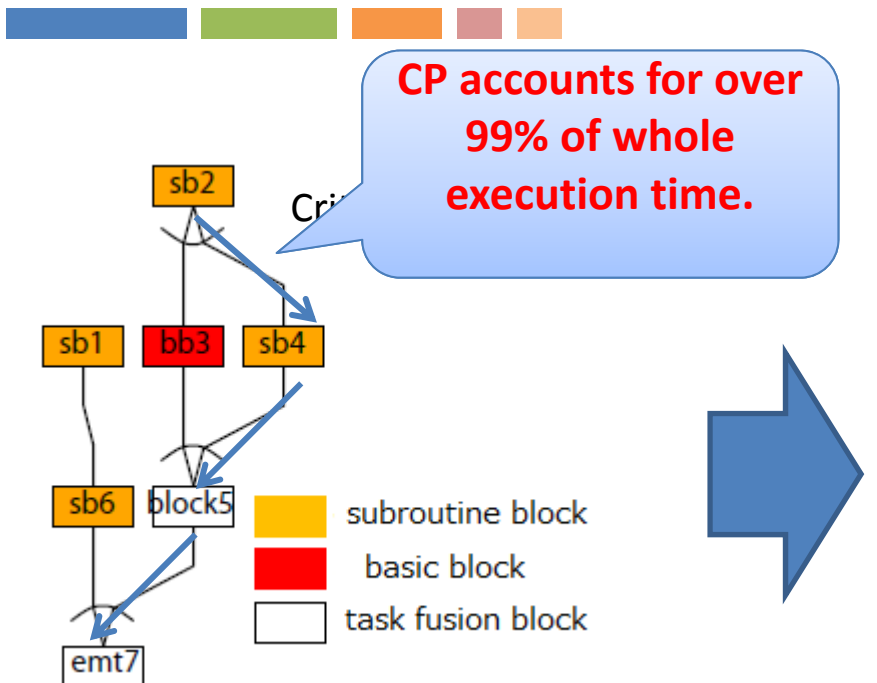 CP accounts for over
99% of whole
execution time.
sb2
sb1
bb3
sb4
sb6
block5
subroutine block
basic block
task fusion block
emt7